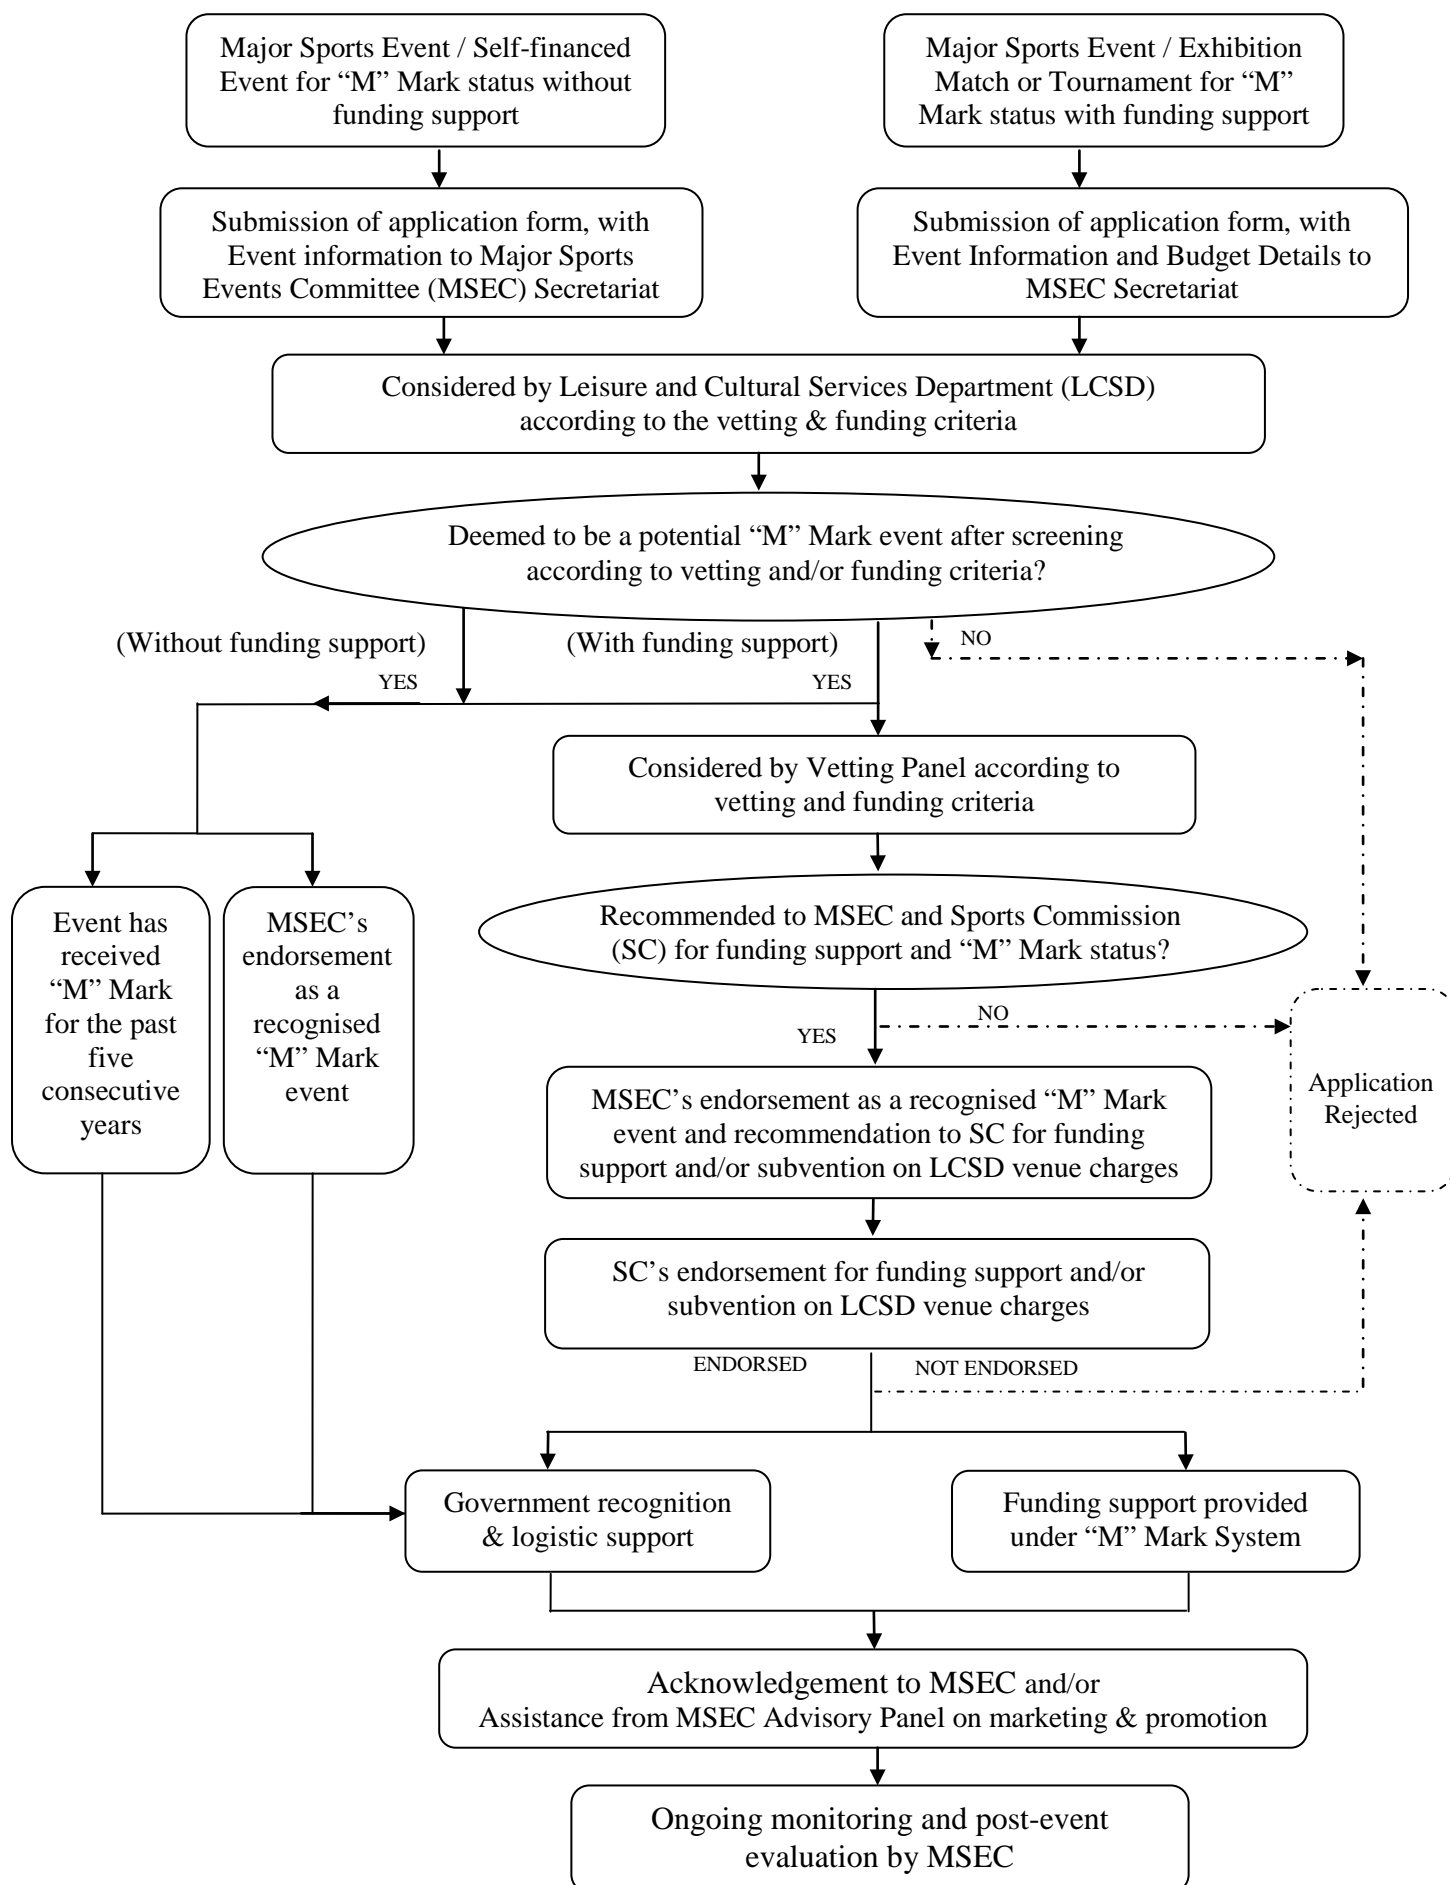 Major Sports Event / Self-financed
Event for “M” Mark status without
funding support
Major Sports Event / Exhibition
Match or Tournament for “M”
Mark status with funding support
Submission of application form, with
Event information to Major Sports
Events Committee (MSEC) Secretariat
Submission of application form, with
Event Information and Budget Details to
MSEC Secretariat
Considered by Leisure and Cultural Services Department (LCSD)
according to the vetting & funding criteria
Deemed to be a potential “M” Mark event after screening
according to vetting and/or funding criteria?
(Without funding support)
(With funding support)
NO
YES
YES
Considered by Vetting Panel according to
vetting and funding criteria
Event has
received
“M” Mark
for the past
five
consecutive
years
MSEC’s
endorsement
as a
recognised
“M” Mark
event
Recommended to MSEC and Sports Commission
(SC) for funding support and “M” Mark status?
YES
NO
Application
Rejected
MSEC’s endorsement as a recognised “M” Mark
event and recommendation to SC for funding
support and/or subvention on LCSD venue charges
SC’s endorsement for funding support and/or
subvention on LCSD venue charges
ENDORSED
NOT ENDORSED
Government recognition
& logistic support
Funding support provided
under “M” Mark System
Acknowledgement to MSEC and/or
Assistance from MSEC Advisory Panel on marketing & promotion
Ongoing monitoring and post-event
evaluation by MSEC